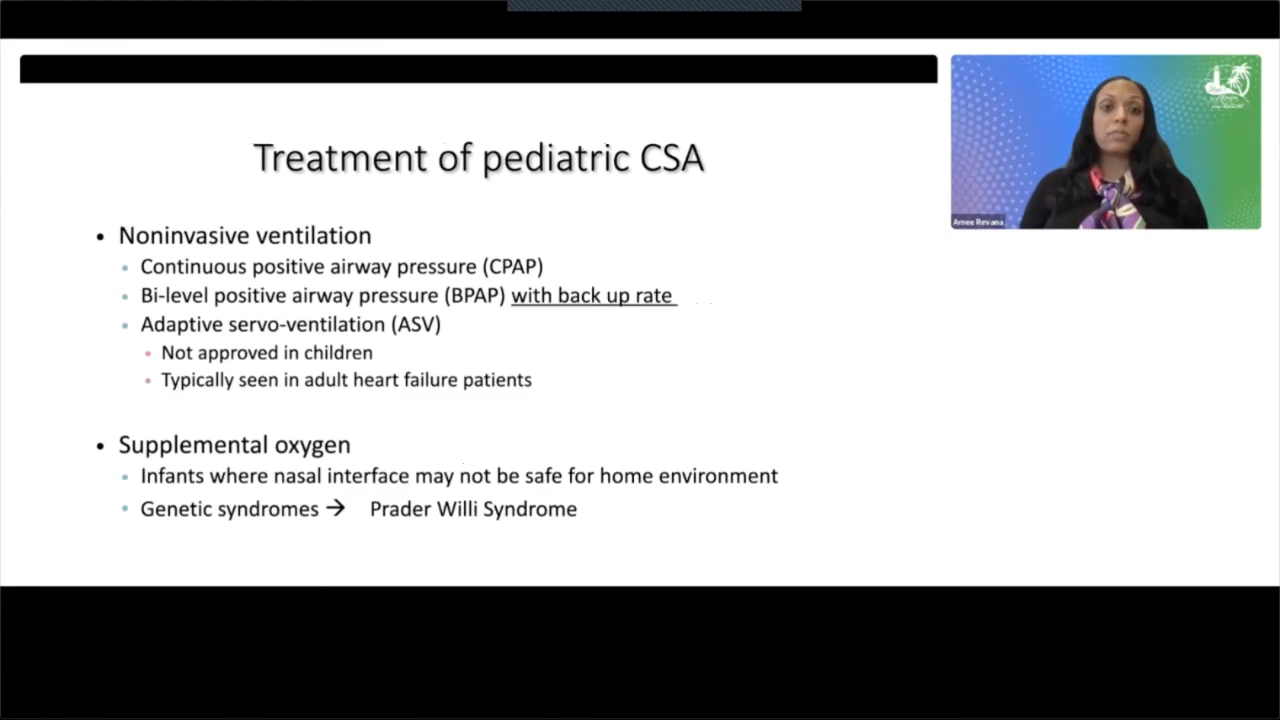 Treatment of pediatric CSA
• Noninvasive ventilation
• Continuous positive airway pressure (CPAP)
• Bi-level positive airway pressure (BPAP) with back up rate
• Adaptive servo-ventilation (ASV)
• Not approved in children
• Typically seen in adult heart failure patients
• Supplemental oxygen
• Infants where nasal interface may not be safe for home environment
• Genetic syndromes → Prader Willi Syndrome
Amee Revana